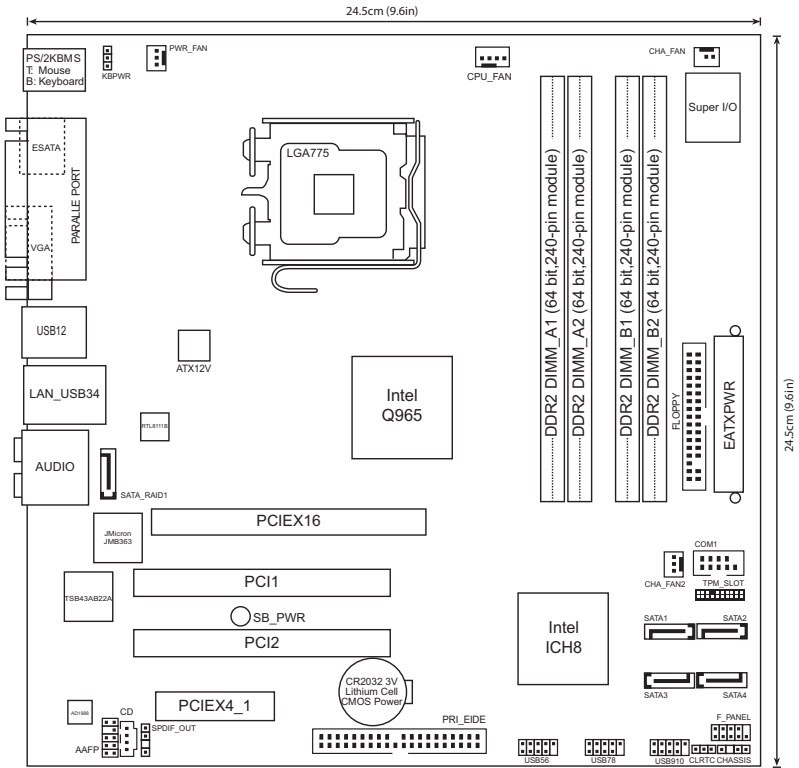 24.5cm (9.6in)
PS/2KBMS
T: Mouse
B: Keyboard
KBPWR
PWR_FAN
CPU_FAN
CHA_FAN
Super I/O
ESATA
PARALLE PORT
VGA
LGA775
DDR2 DIMM_A1 (64 bit,240-pin module)
DDR2 DIMM_A2 (64 bit,240-pin module)
DDR2 DIMM_B1 (64 bit,240-pin module)
DDR2 DIMM_B2 (64 bit,240-pin module)
USB12
ATX12V
LAN_USB34
Intel
Q965
FLOPPY
EATXPWR
24.5cm (9.6in)
RTL8111B
AUDIO
SATA_RAID1
PCIEX16
JMicron
JMB363
COM1
CHA_FAN2
TPM_SLOT
PCI1
TSB43AB22A
SB_PWR
Intel
ICH8
SATA1
SATA2
PCI2
CR2032 3V
Lithium Cell
CMOS Power
SATA3
SATA4
PCIEX4_1
AD1988
CD
SPDIF_OUT
AAFP
PRI_EIDE
F_PANEL
USB56
USB78
USB910
CLRTC
CHASSIS